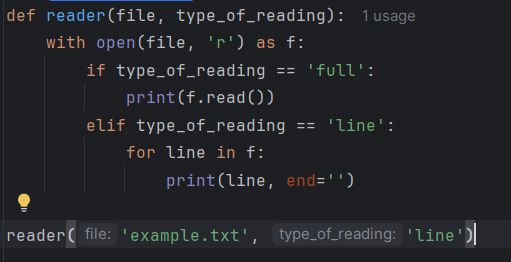 def reader(file, type_of_reading): 1 usage
    with open(file, 'r') as f:
        if type_of_reading == 'full':
            print(f.read())
        elif type_of_reading == 'line':
            for line in f:
                print(line, end='')
reader( file: 'example.txt', type_of_reading: 'line')